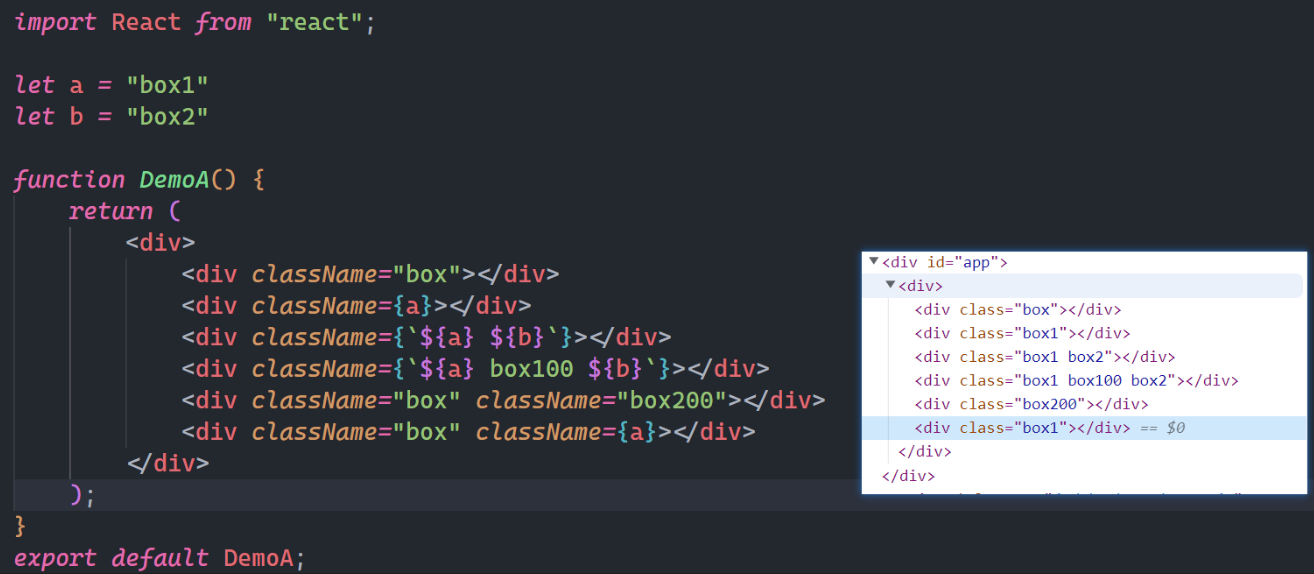 import React from "react";
let a = "box1"
let b = "box2"
function DemoA() {
    return (
        <div>
            <div className="box"></div>
            <div className={a}></div>
            <div className={`${a} ${b}`}></div>
            <div className={`${a} box100 ${b}`}></div>
            <div className="box" className="box200"></div>
            <div className="box" className={a}></div>
        </div>
    );
}
export default DemoA;
▼<div id="app">
▼<div>
<div class="box"></div>
<div class="box1"></div>
<div class="box1 box2"></div>
<div class="box1 box100 box2"></div>
<div class="box200"></div>
<div class="box1"></div> == $0
</div>
</div>